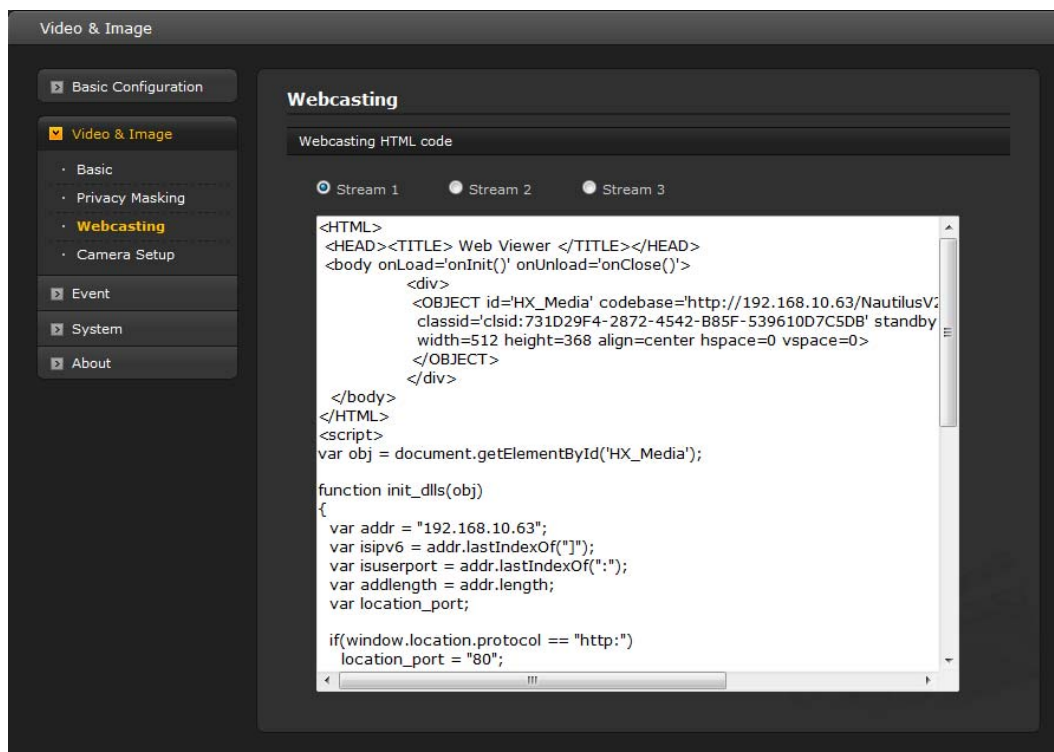 Video & Image
Basic Configuration
Video & Image
· Basic
· Privacy Masking
· Webcasting
· Camera Setup
Event
System
About
Webcasting
Webcasting HTML code
Stream 1 Stream 2 Stream 3
<HTML>
<HEAD><TITLE> Web Viewer </TITLE></HEAD>
<body onLoad='onInit()' onUnload='onClose()'>
<div>
<OBJECT id='HX_Media' codebase='http://192.168.10.63/NautilusV2
classid='clsid:731D29F4-2872-4542-B85F-539610D7C5DB' standby
width=512 height=368 align=center hspace=0 vspace=0>
</OBJECT>
</div>
</body>
</HTML>
<script>
var obj = document.getElementById('HX_Media');
function init_dlls(obj)
{
var addr = "192.168.10.63";
var isipv6 = addr.lastIndexOf("]");
var isuserport = addr.lastIndexOf(":");
var addlength = addr.length;
var location_port;
if(window.location.protocol == "http:")
location_port = "80";